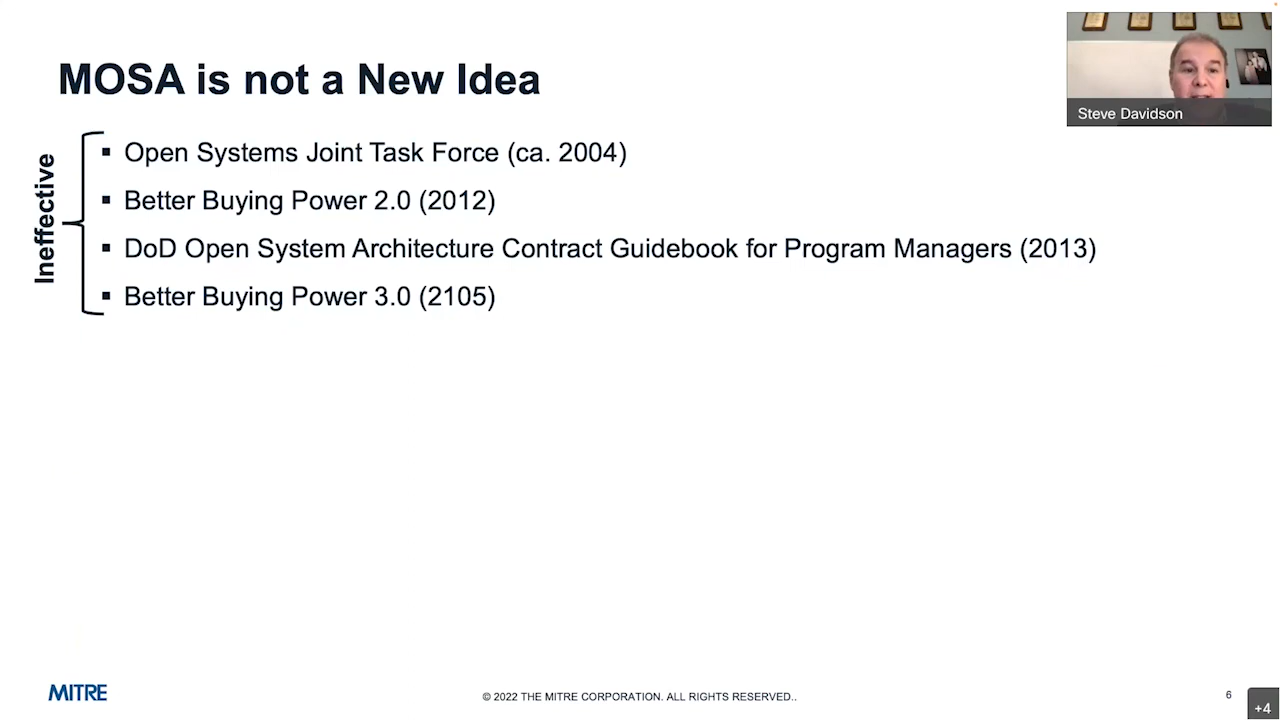 MOSA is not a New Idea
Steve Davidson
Ineffective
▪ Open Systems Joint Task Force (ca. 2004)
▪ Better Buying Power 2.0 (2012)
▪ DoD Open System Architecture Contract Guidebook for Program Managers (2013)
▪ Better Buying Power 3.0 (2105)
MITRE
© 2022 THE MITRE CORPORATION. ALL RIGHTS RESERVED..
6
+4